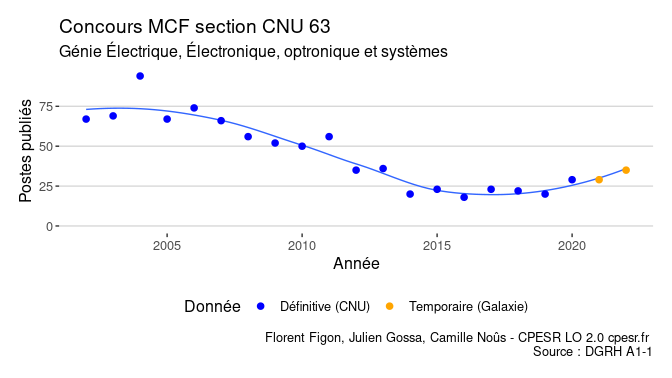 Concours MCF section CNU 63
Génie Électrique, Électronique, optronique et systèmes
Postes publiés
75
50
25
0
2005 2010 2015 2020
Année
Donnée Définitive (CNU) Temporaire (Galaxie)
Florent Figon, Julien Gossa, Camille Noûs - CPESR LO 2.0 cpesr.fr
Source : DGRH A1-1